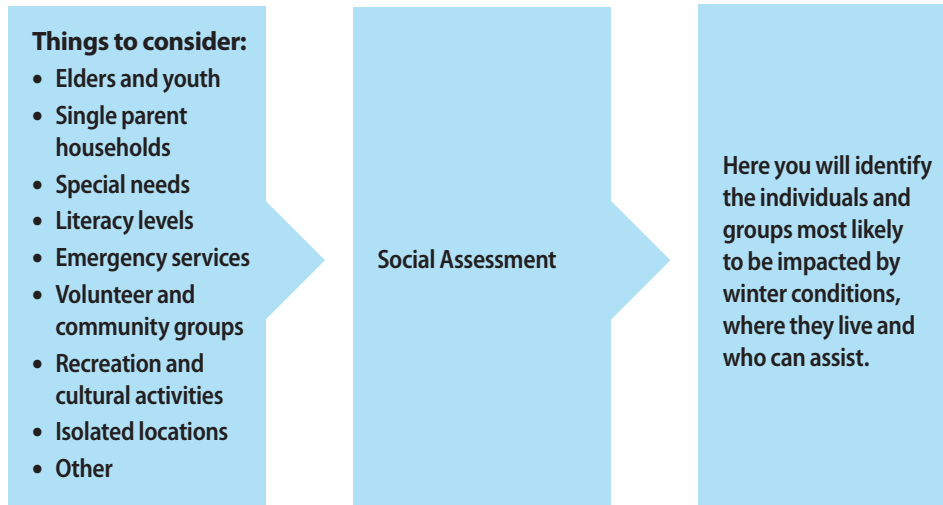 Things to consider:
• Elders and youth
• Single parent
households
• Special needs
• Literacy levels
• Emergency services
• Volunteer and
community groups
• Recreation and
cultural activities
• Isolated locations
• Other
Social Assessment
Here you will identify
the individuals and
groups most likely
to be impacted by
winter conditions,
where they live and
who can assist.